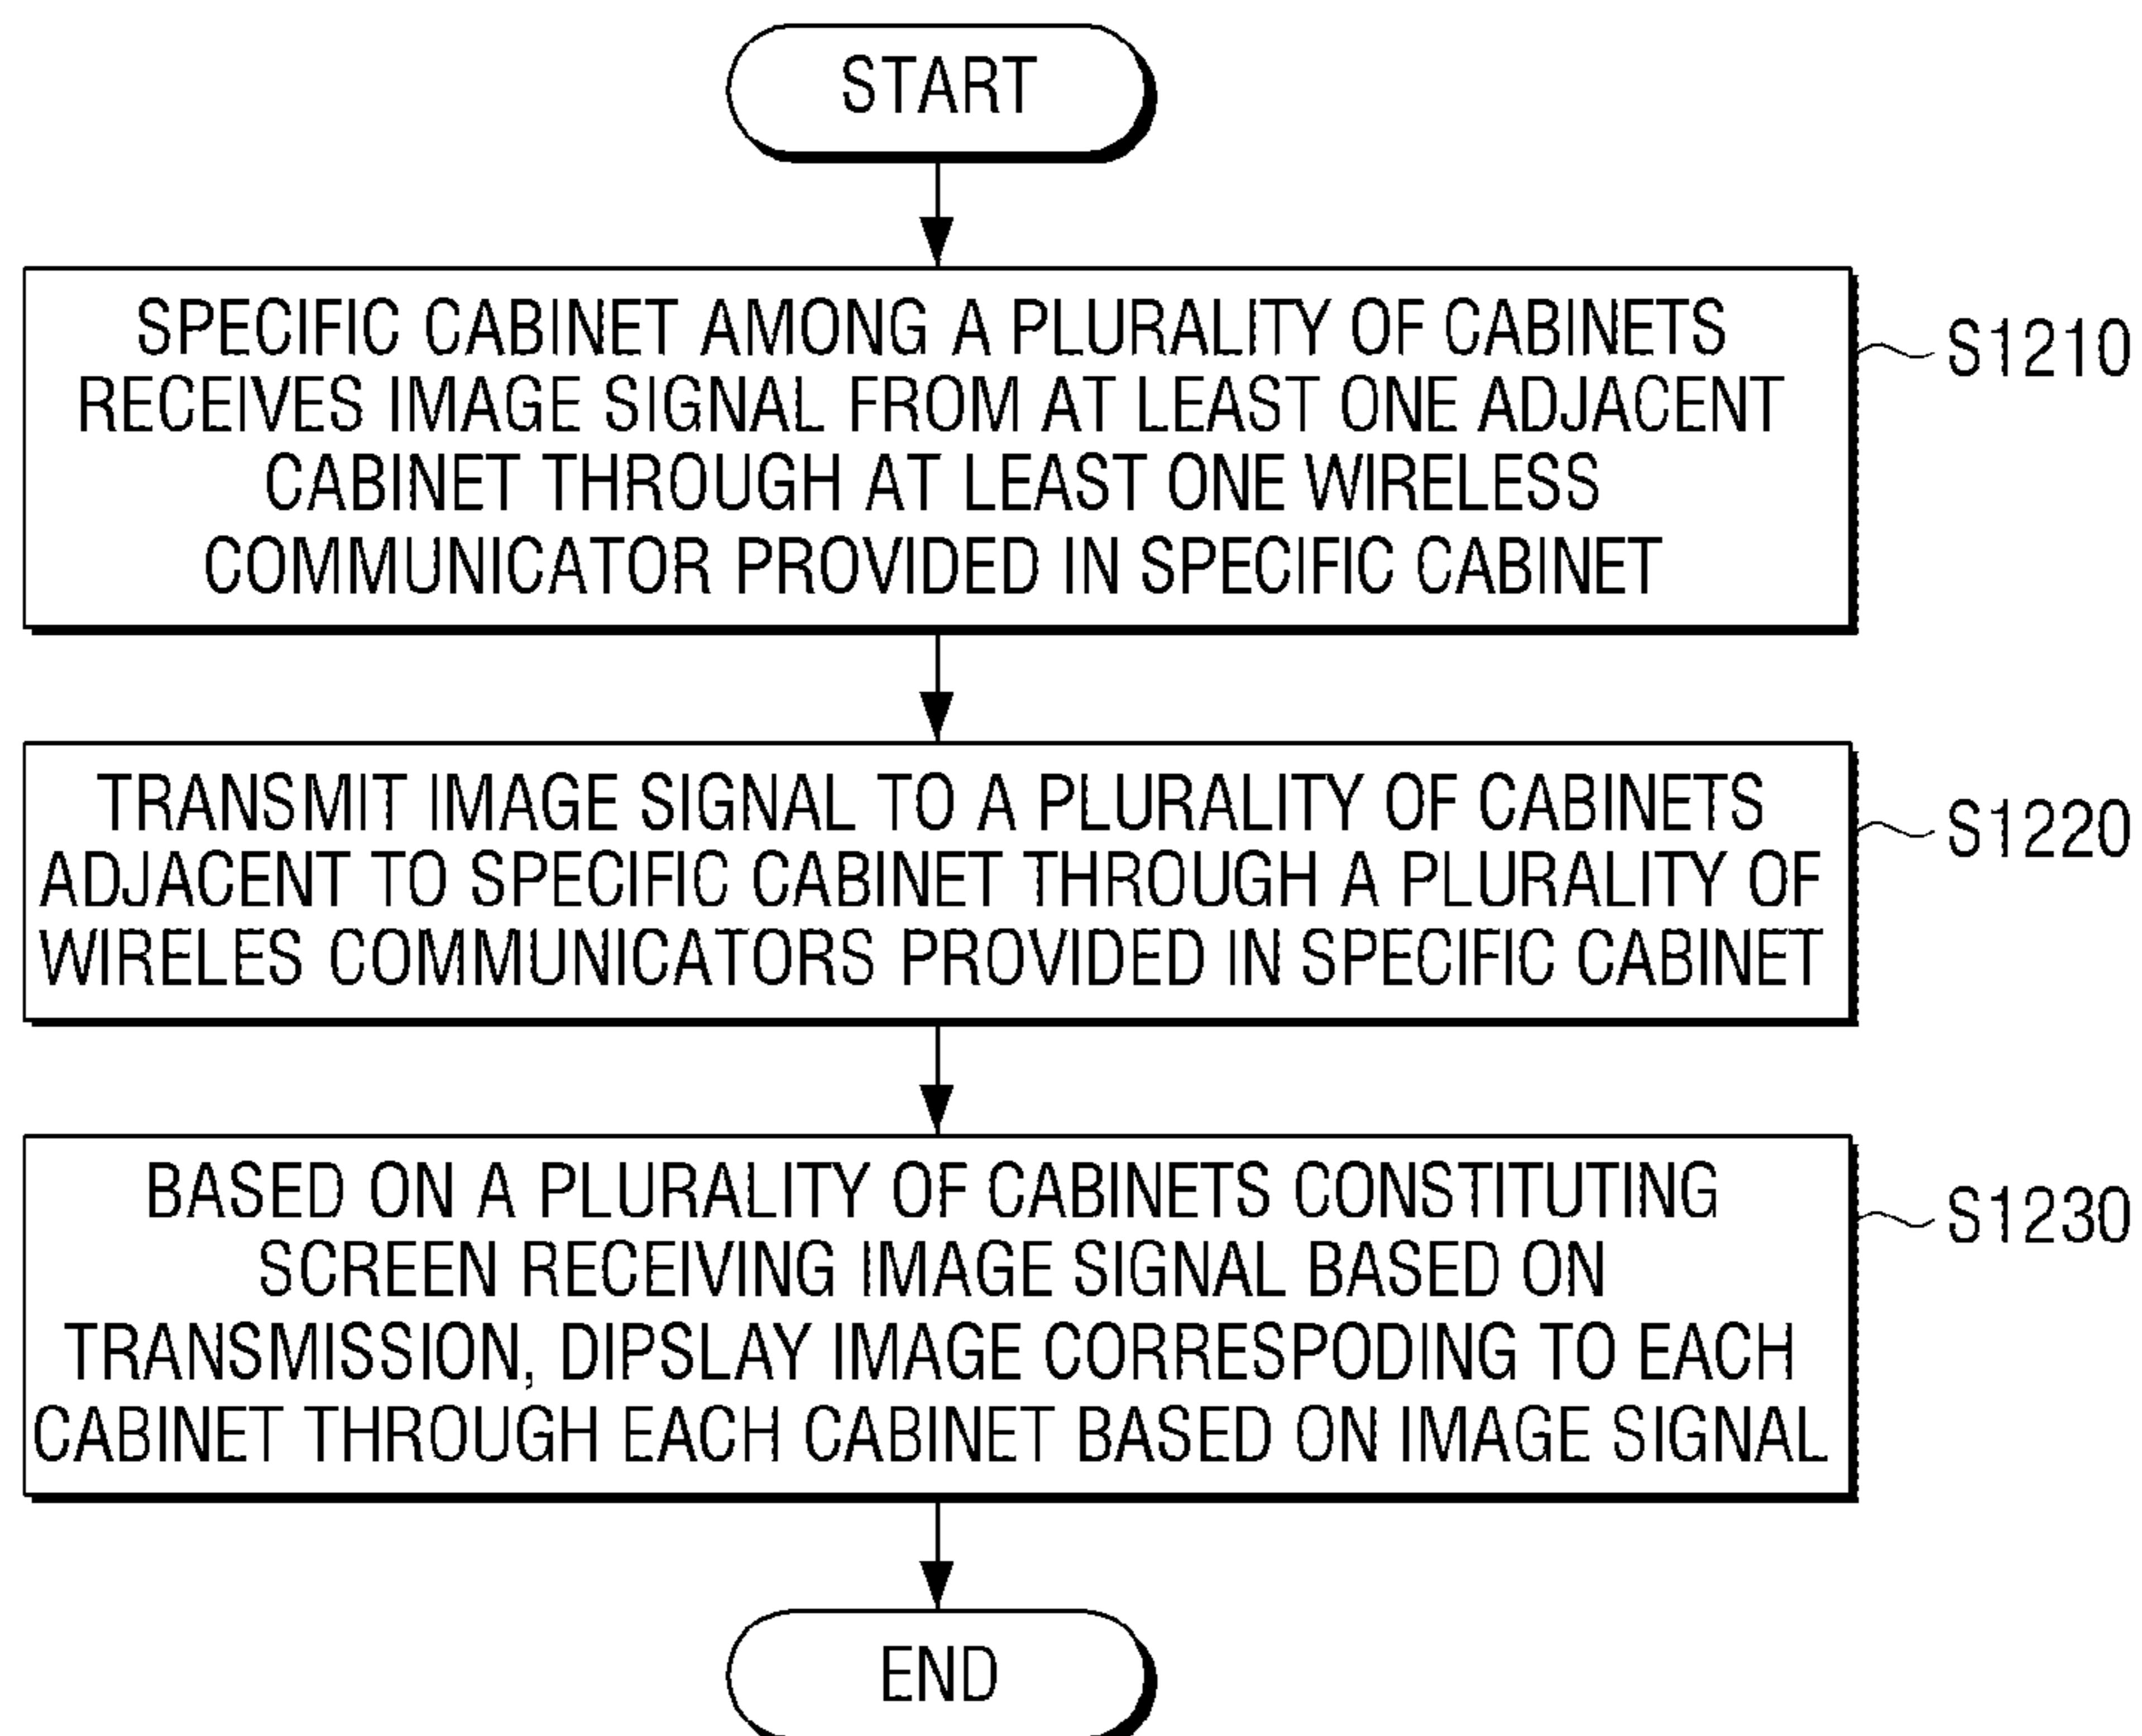 START
SPECIFIC CABINET AMONG A PLURALITY OF CABINETS
RECEIVES IMAGE SIGNAL FROM AT LEAST ONE ADJACENT
CABINET THROUGH AT LEAST ONE WIRELESS
COMMUNICATOR PROVIDED IN SPECIFIC CABINET
S1210
TRANSMIT IMAGE SIGNAL TO A PLURALITY OF CABINETS
ADJACENT TO SPECIFIC CABINET THROUGH A PLURALITY OF
WIRELES COMMUNICATORS PROVIDED IN SPECIFIC CABINET
S1220
BASED ON A PLURALITY OF CABINETS CONSTITUTING
SCREEN RECEIVING IMAGE SIGNAL BASED ON
TRANSMISSION, DIPSLAY IMAGE CORRESPODING TO EACH
CABINET THROUGH EACH CABINET BASED ON IMAGE SIGNAL
S1230
END